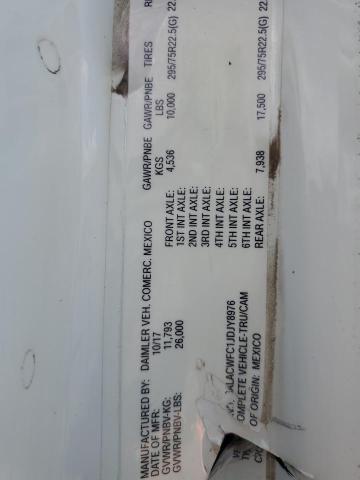 MANUFACTURED BY: DAIMLER VEH. COMERC. MEXICO
DATE OF MFR: 10/17
GVWR/PNBV-KG: 11,793
GVWR/PNBV-LBS: 26,000
GAWR/PNBE GAWR/PNBE TIRES
KGS LBS
FRONT AXLE: 4,536 10,000 295/75R22.5(G) 22.
1ST INT AXLE:
2ND INT AXLE:
3RD INT AXLE:
4TH INT AXLE:
5TH INT AXLE:
6TH INT AXLE:
REAR AXLE: 7,938 17,500 295/75R22.5(G) 22.
ALACWFC1JDJY8976
OMPLETE VEHICLE-TRU/CAM
OF ORIGIN: MEXICO